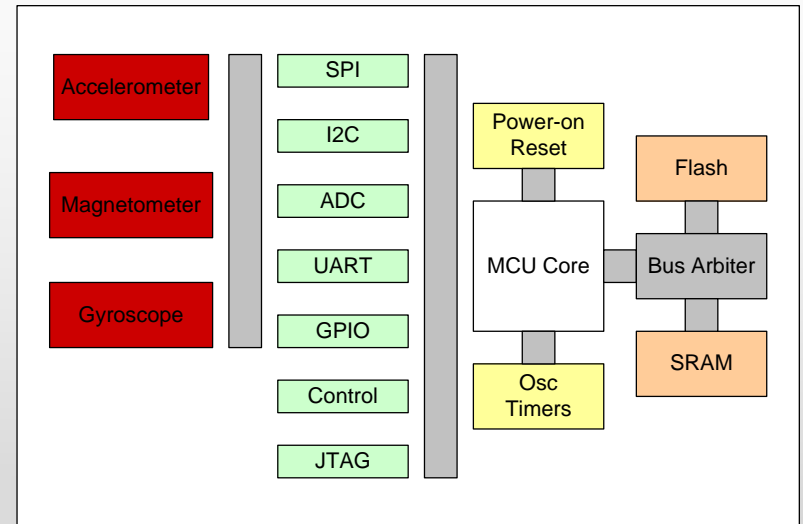 Accelerometer
Magnetometer
Gyroscope
SPI
I2C
ADC
UART
GPIO
Control
JTAG
Power-on
Reset
MCU Core
Osc
Timers
Flash
Bus Arbiter
SRAM